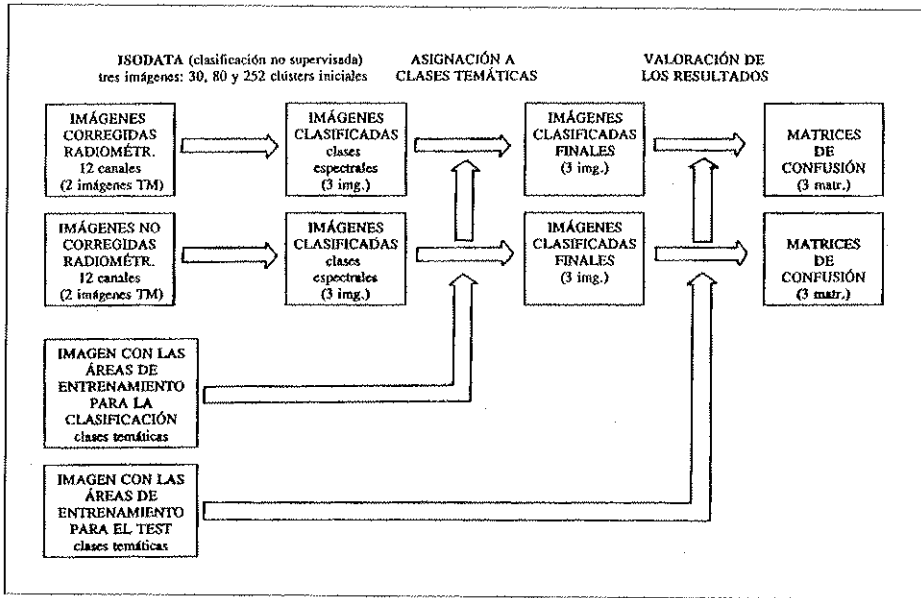 ISODATA (clasificación no supervisada)
tres imágenes: 30, 80 y 252 clústers iniciales
ASIGNACIÓN A
CLASES TEMÁTICAS
VALORACIÓN DE
LOS RESULTADOS
IMÁGENES
CORREGIDAS
RADIOMÉTR.
12 canales
(2 imágenes TM)
IMÁGENES
CLASIFICADAS
clases
espectrales
(3 img.)
IMÁGENES
CLASIFICADAS
FINALES
(3 img.)
MATRICES
DE
CONFUSIÓN
(3 matr.)
IMÁGENES NO
CORREGIDAS
RADIOMÉTR.
12 canales
(2 imágenes TM)
IMÁGENES
CLASIFICADAS
clases
espectrales
(3 img.)
IMÁGENES
CLASIFICADAS
FINALES
(3 img.)
MATRICES
DE
CONFUSIÓN
(3 matr.)
IMAGEN CON LAS
ÁREAS DE
ENTRENAMIENTO
PARA LA
CLASIFICACIÓN
clases temáticas
IMAGEN CON LAS
ÁREAS DE
ENTRENAMIENTO
PARA EL TEST
clases temáticas